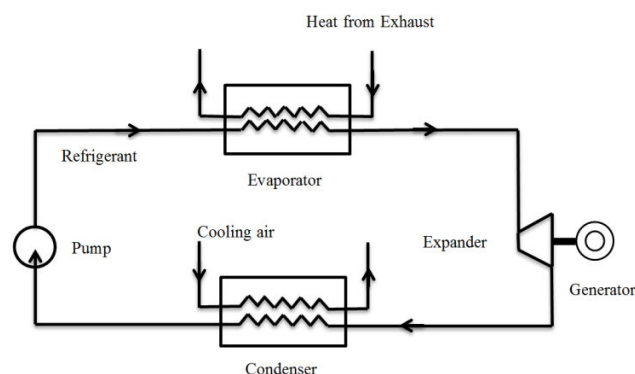 Heat from Exhaust
Refrigerant
Evaporator
Cooling air
Pump
Expander
Generator
Condenser